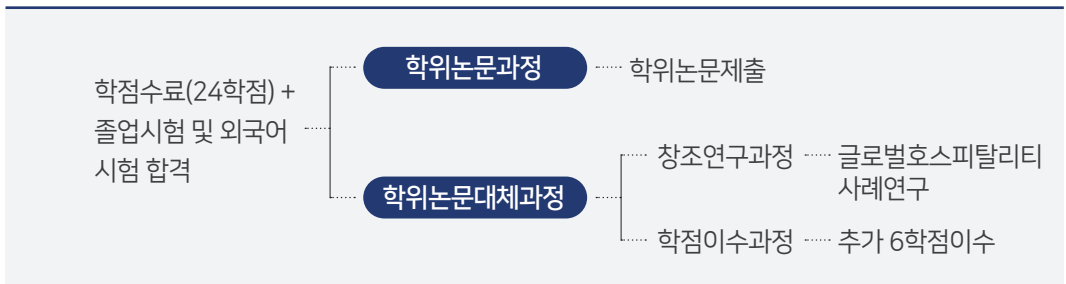 학점수료(24학점) +
졸업시험 및 외국어
시험 합격
학위논문과정
학위논문제출
학위논문대체과정
창조연구과정
글로벌호스피탈리티
사례연구
학점이수과정
추가 6학점이수